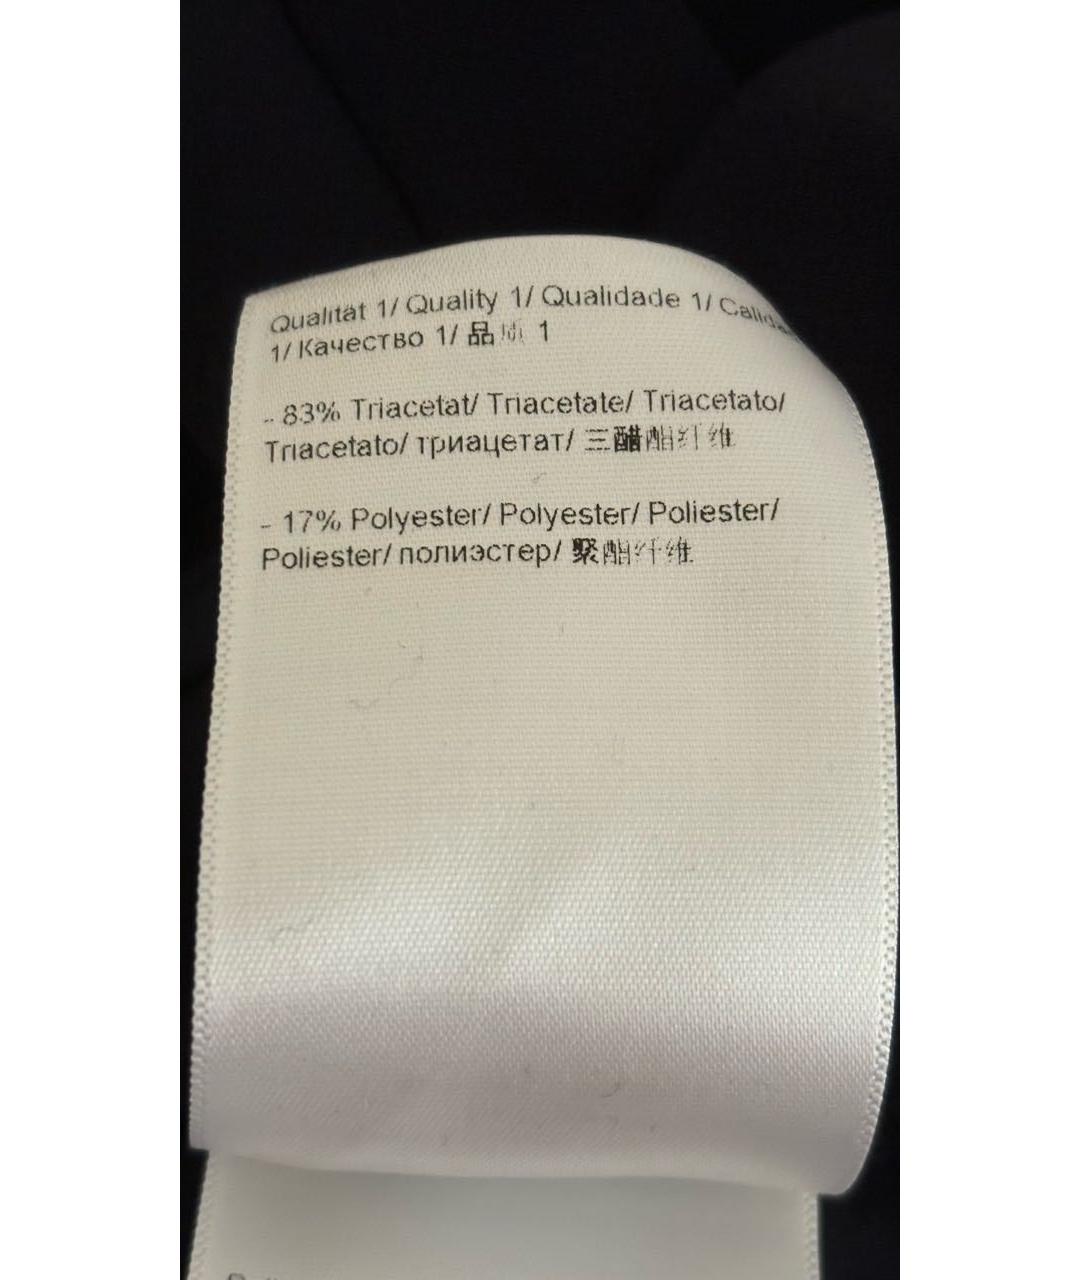 Qualität 1/ Quality 1/ Qualidade 1/
1/ Качество 1/ 品质 1
- 83% Triacetat/ Triacetate/ Triacetato/
Triacetato/ триацетат/ 三醋酯纤维
- 17% Polyester/ Polyester/ Poliester/
Poliester/ полиэстер/ 聚酯纤维